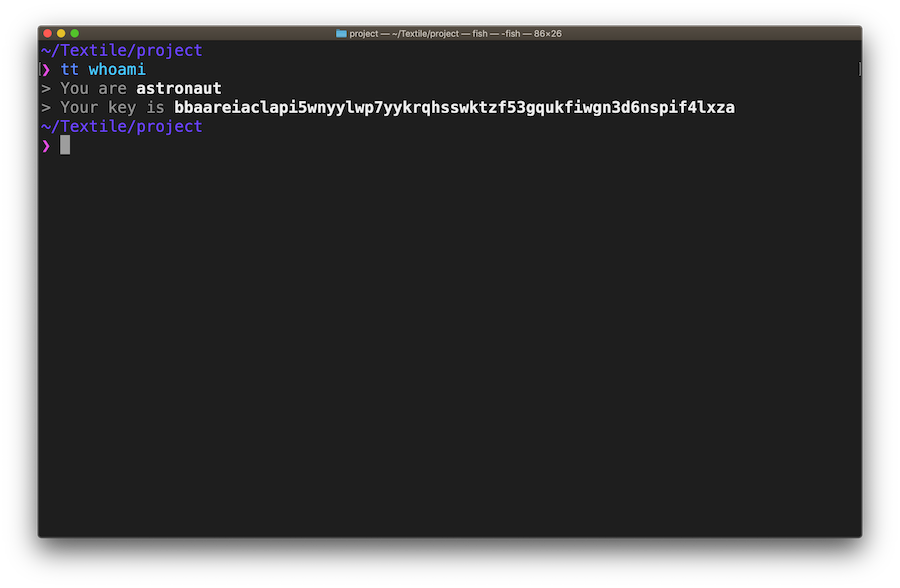 project — ~/Textile/project — fish — -fish — 86×26
~/Textile/project
❯ tt whoami
> You are astronaut
> Your key is bbaareiaclapi5wnyylwp7yykrqhsswktzf53gqukfiwgn3d6nspif4lxza
~/Textile/project
❯